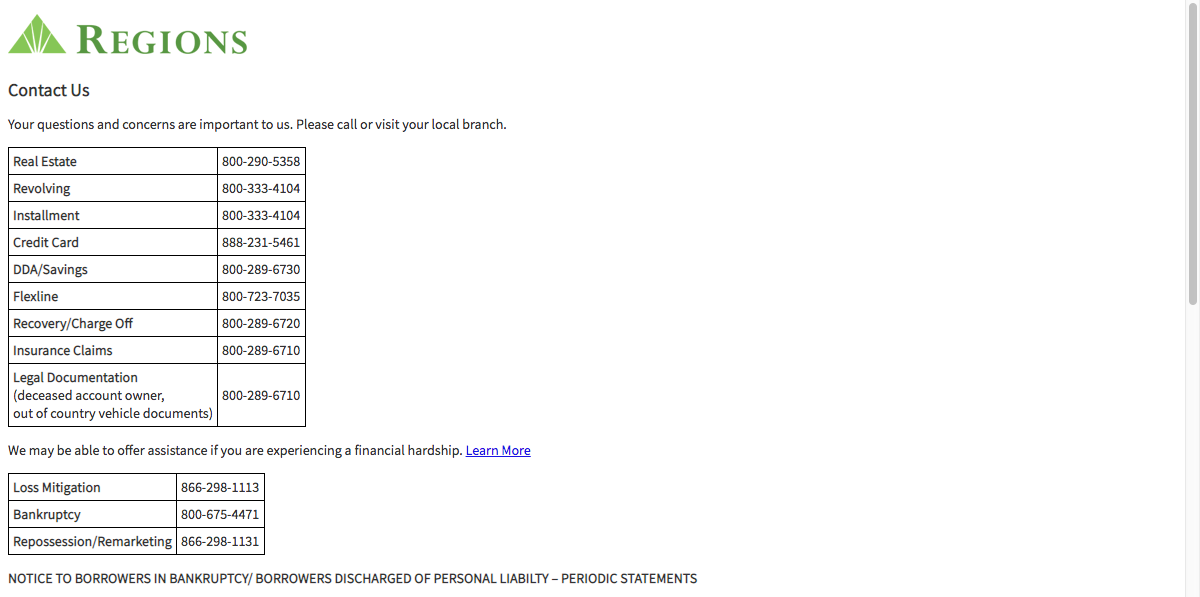 REGIONS
Contact Us
Your questions and concerns are important to us. Please call or visit your local branch.
Real Estate 800-290-5358
Revolving 800-333-4104
Installment 800-333-4104
Credit Card 888-231-5461
DDA/Savings 800-289-6730
Flexline 800-723-7035
Recovery/Charge Off 800-289-6720
Insurance Claims 800-289-6710
Legal Documentation
(deceased account owner, 800-289-6710
out of country vehicle documents)
We may be able to offer assistance if you are experiencing a financial hardship. Learn More
Loss Mitigation 866-298-1113
Bankruptcy 800-675-4471
Repossession/Remarketing 866-298-1131
NOTICE TO BORROWERS IN BANKRUPTCY/ BORROWERS DISCHARGED OF PERSONAL LIABILTY – PERIODIC STATEMENTS